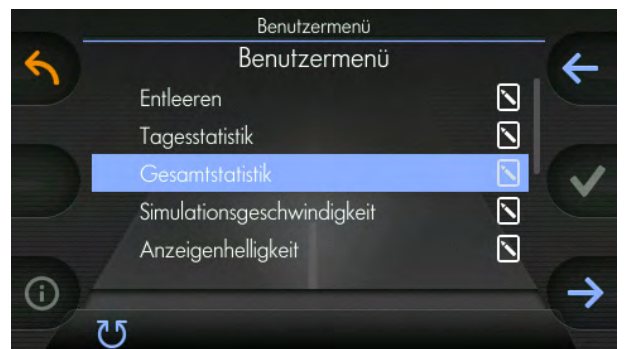 Benutzermenü
Benutzermenü
Entleeren
Tagesstatistik
Gesamtstatistik
Simulationsgeschwindigkeit
Anzeigenhelligkeit